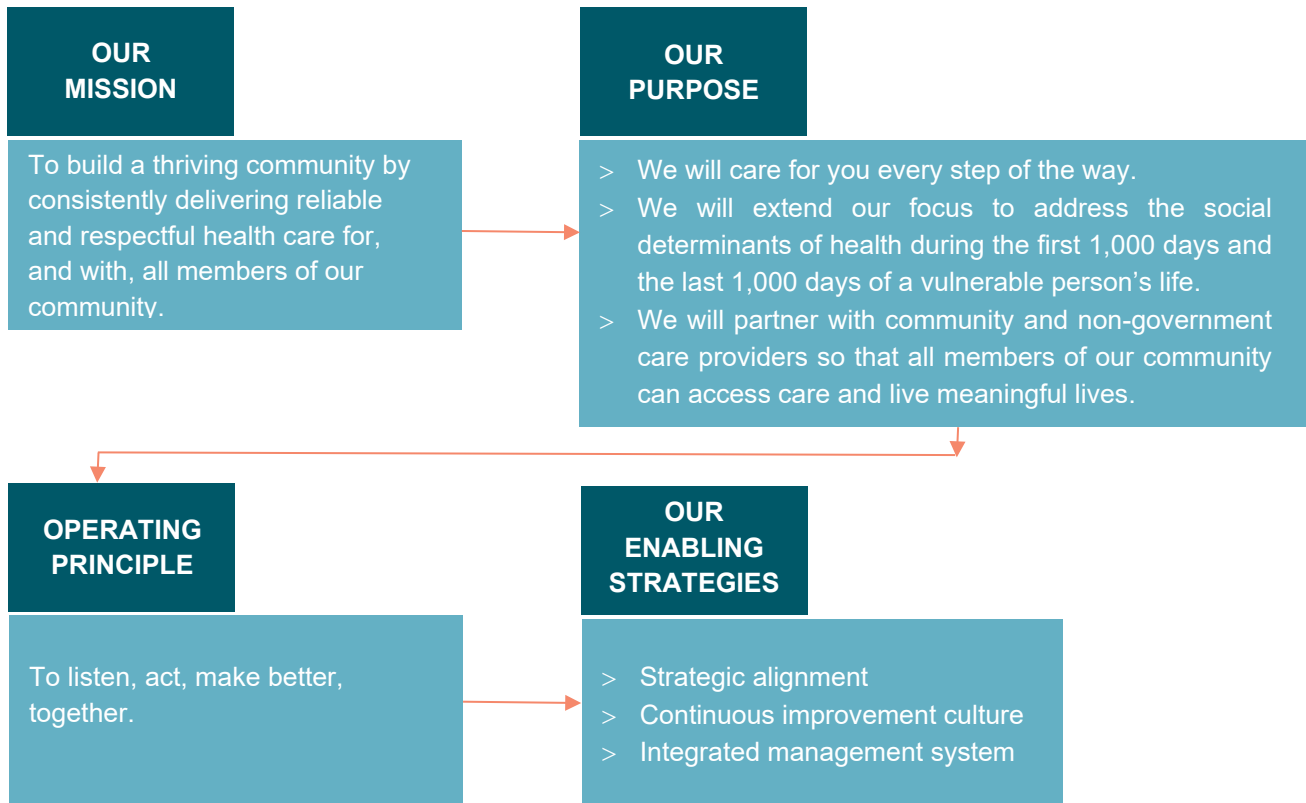 OUR
MISSION
To build a thriving community by
consistently delivering reliable
and respectful health care for,
and with, all members of our
community.
OUR
PURPOSE
> We will care for you every step of the way.
> We will extend our focus to address the social
determinants of health during the first 1,000 days and
the last 1,000 days of a vulnerable person’s life.
> We will partner with community and non-government
care providers so that all members of our community
can access care and live meaningful lives.
OPERATING
PRINCIPLE
To listen, act, make better,
together.
OUR
ENABLING
STRATEGIES
> Strategic alignment
> Continuous improvement culture
> Integrated management system